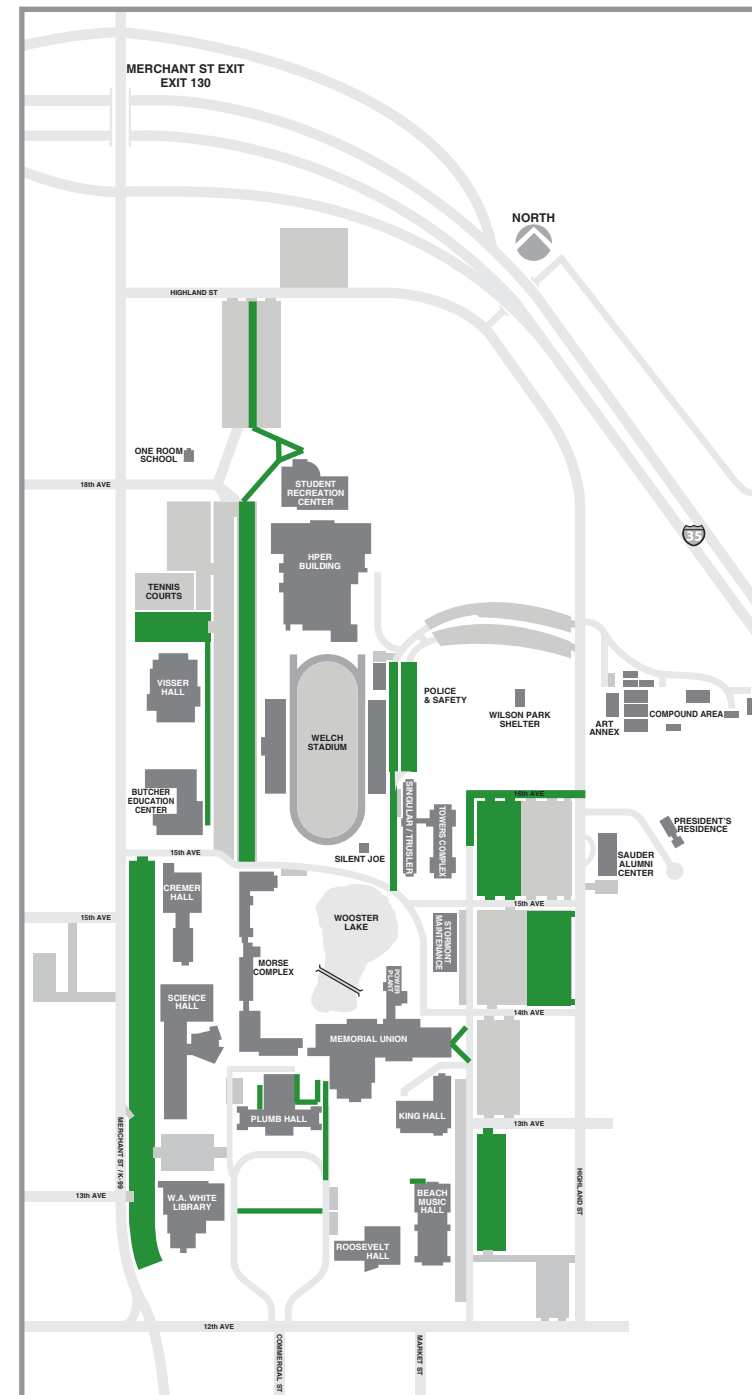 MERCHANT ST EXIT
EXIT 130
NORTH
HIGHLAND ST
ONE ROOM
SCHOOL
18th AVE
STUDENT
RECREATION
CENTER
35
HPER
BUILDING
TENNIS
COURTS
VISSER
HALL
POLICE
& SAFETY
WILSON PARK
SHELTER
ART
ANNEX
COMPOUND AREA
WELCH
STADIUM
BUTCHER
EDUCATION
CENTER
SINGULAR / TRUSLER
TOWERS COMPLEX
16th AVE
PRESIDENT'S
RESIDENCE
SAUDER
ALUMNI
CENTER
15th AVE
SILENT JOE
CREMER
HALL
15th AVE
WOOSTER
LAKE
STORMONT
MAINTENANCE
15th AVE
MORSE
COMPLEX
POWER
PLANT
SCIENCE
HALL
14th AVE
MEMORIAL UNION
PLUMB HALL
KING HALL
13th AVE
MERCHANT ST / K-99
HIGHLAND ST
13th AVE
W.A. WHITE
LIBRARY
BEACH
MUSIC
HALL
ROOSEVELT
HALL
12th AVE
COMMERCIAL ST
MARKET ST